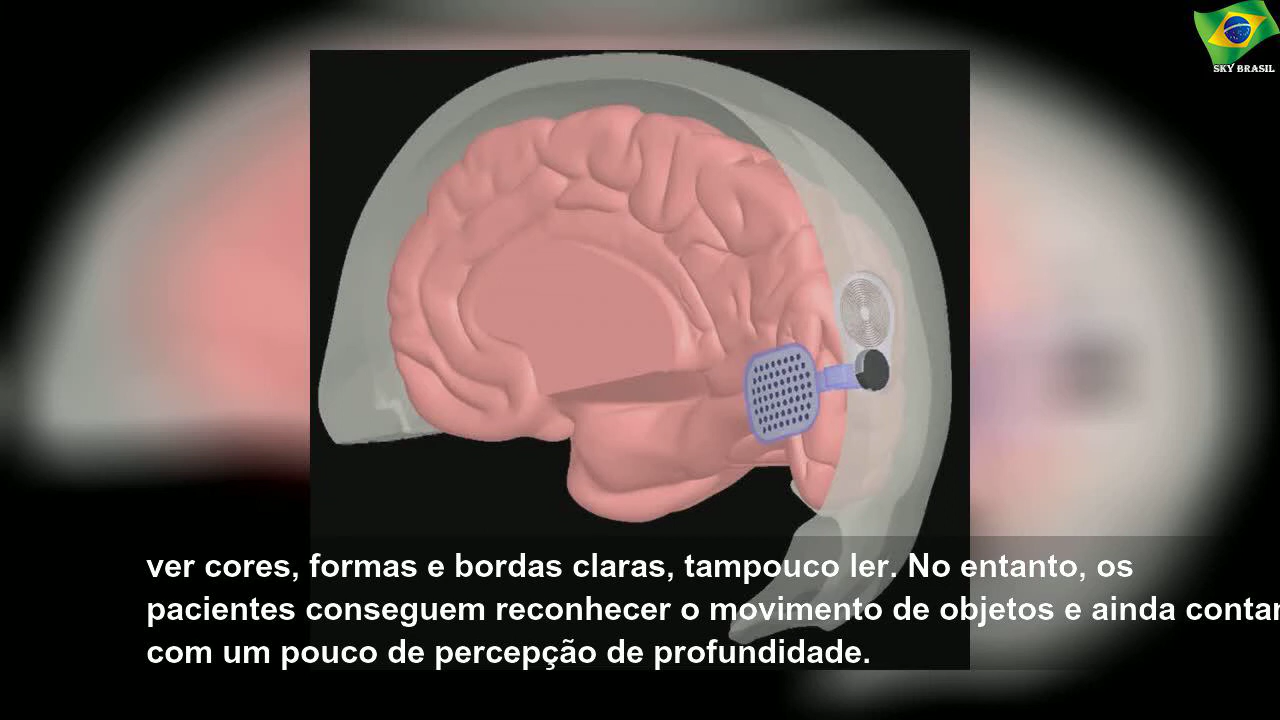 SKY BRASIL
ver cores, formas e bordas claras, tampouco ler. No entanto, os
pacientes conseguem reconhecer o movimento de objetos e ainda contar
com um pouco de percepção de profundidade.